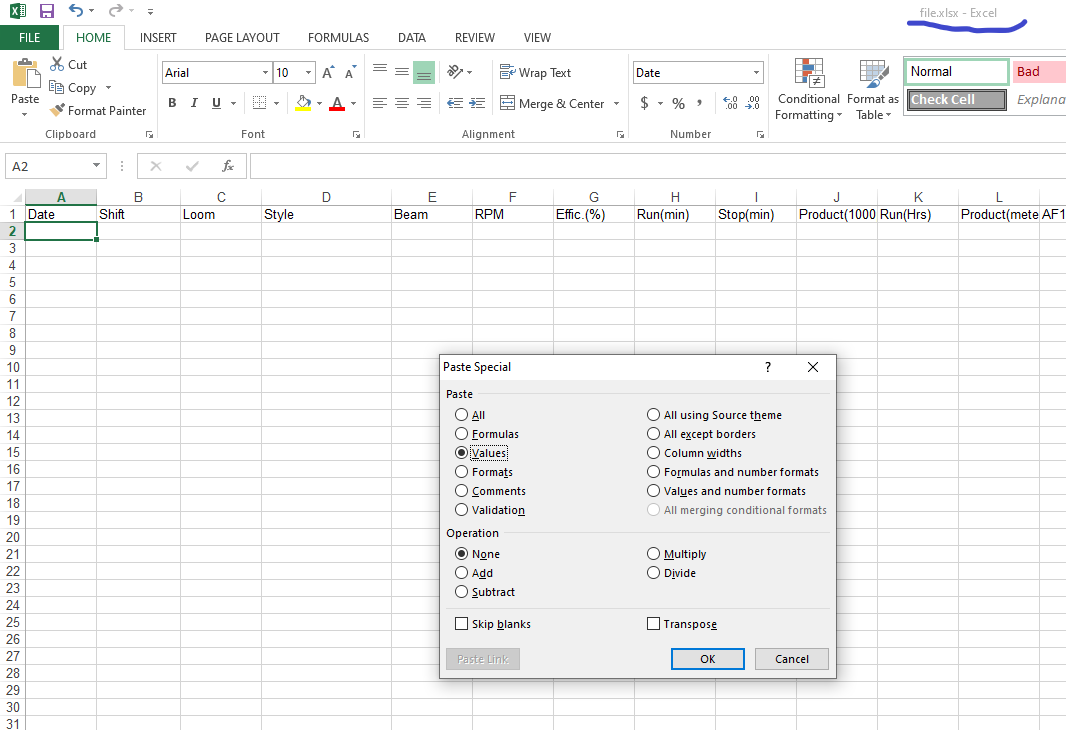 file.xlsx - Excel
FILE HOME INSERT PAGE LAYOUT FORMULAS DATA REVIEW VIEW
Paste
Cut
Copy
Format Painter
Clipboard
Arial 10 A A
B I U A
Font
Wrap Text
Merge & Center
Alignment
Date
$ % , .00 .00
Number
Conditional Formatting
Format as Table
Normal Bad
Check Cell Explana
A2 fx
A B C D E F G H I J K L
1 Date Shift Loom Style Beam RPM Effic.(%) Run(min) Stop(min) Product(1000 Run(Hrs) Product(mete AF1
2
3
4
5
6
7
8
9
10
11
12
13
14
15
16
17
18
19
20
21
22
23
24
25
26
27
28
29
30
31
Paste Special ?
Paste
All All using Source theme
Formulas All except borders
Values Column widths
Formats Formulas and number formats
Comments Values and number formats
Validation All merging conditional formats
Operation
None Multiply
Add Divide
Subtract
Skip blanks Transpose
Paste Link OK Cancel